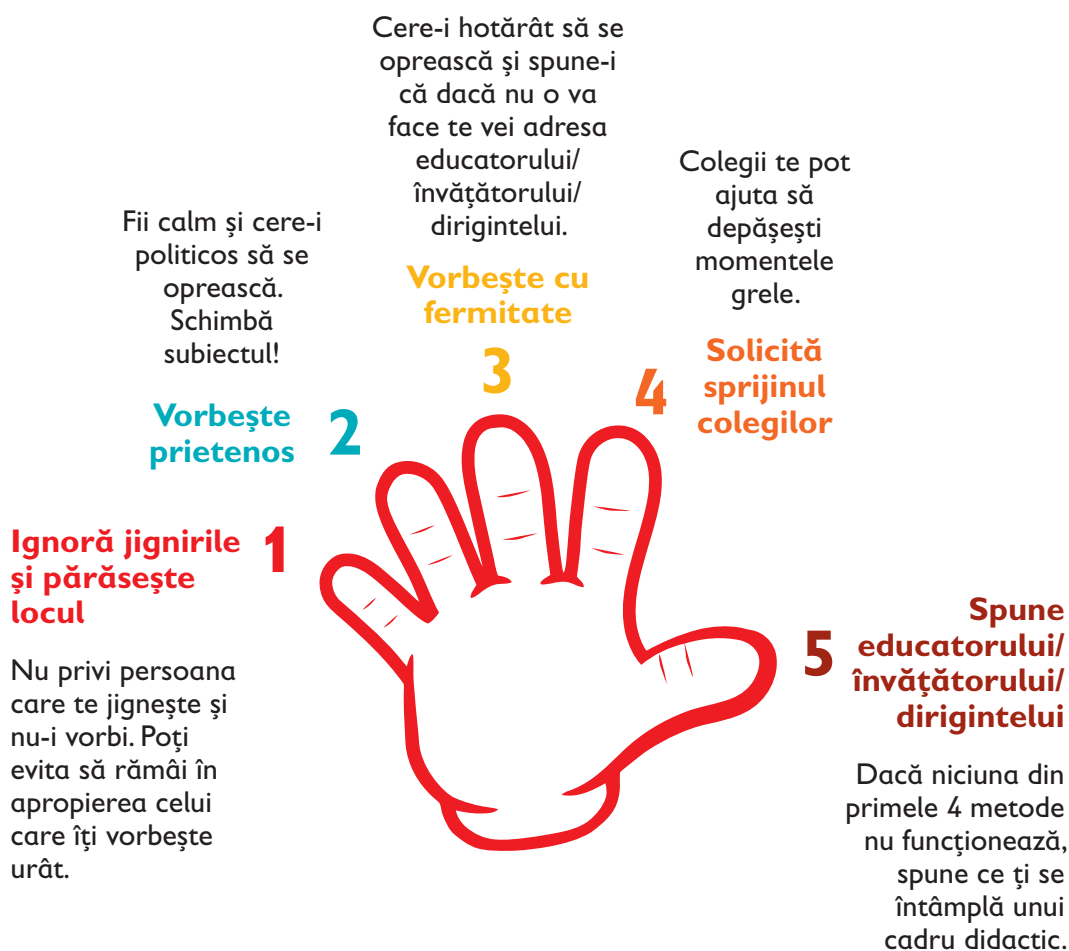 Ignoră jignirile
și părăsește
locul
1
Nu privi persoana
care te jignește și
nu-i vorbi. Poți
evita să rămâi în
apropierea celui
care îți vorbește
urât.
Fii calm și cere-i
politicos să se
oprească.
Schimbă
subiectul!
Vorbește
prietenos
2
Cere-i hotărât să se
oprească și spune-i
că dacă nu o va
face te vei adresa
educatorului/
învățătorului/
dirigintelui.
Vorbește cu
fermitate
3
Colegii te pot
ajuta să
depășești
momentele
grele.
Solicită
sprijinul
colegilor
4
5
Spune
educatorului/
învățătorului/
dirigintelui
Dacă niciuna din
primele 4 metode
nu funcționează,
spune ce ți se
întâmplă unui
cadru didactic.